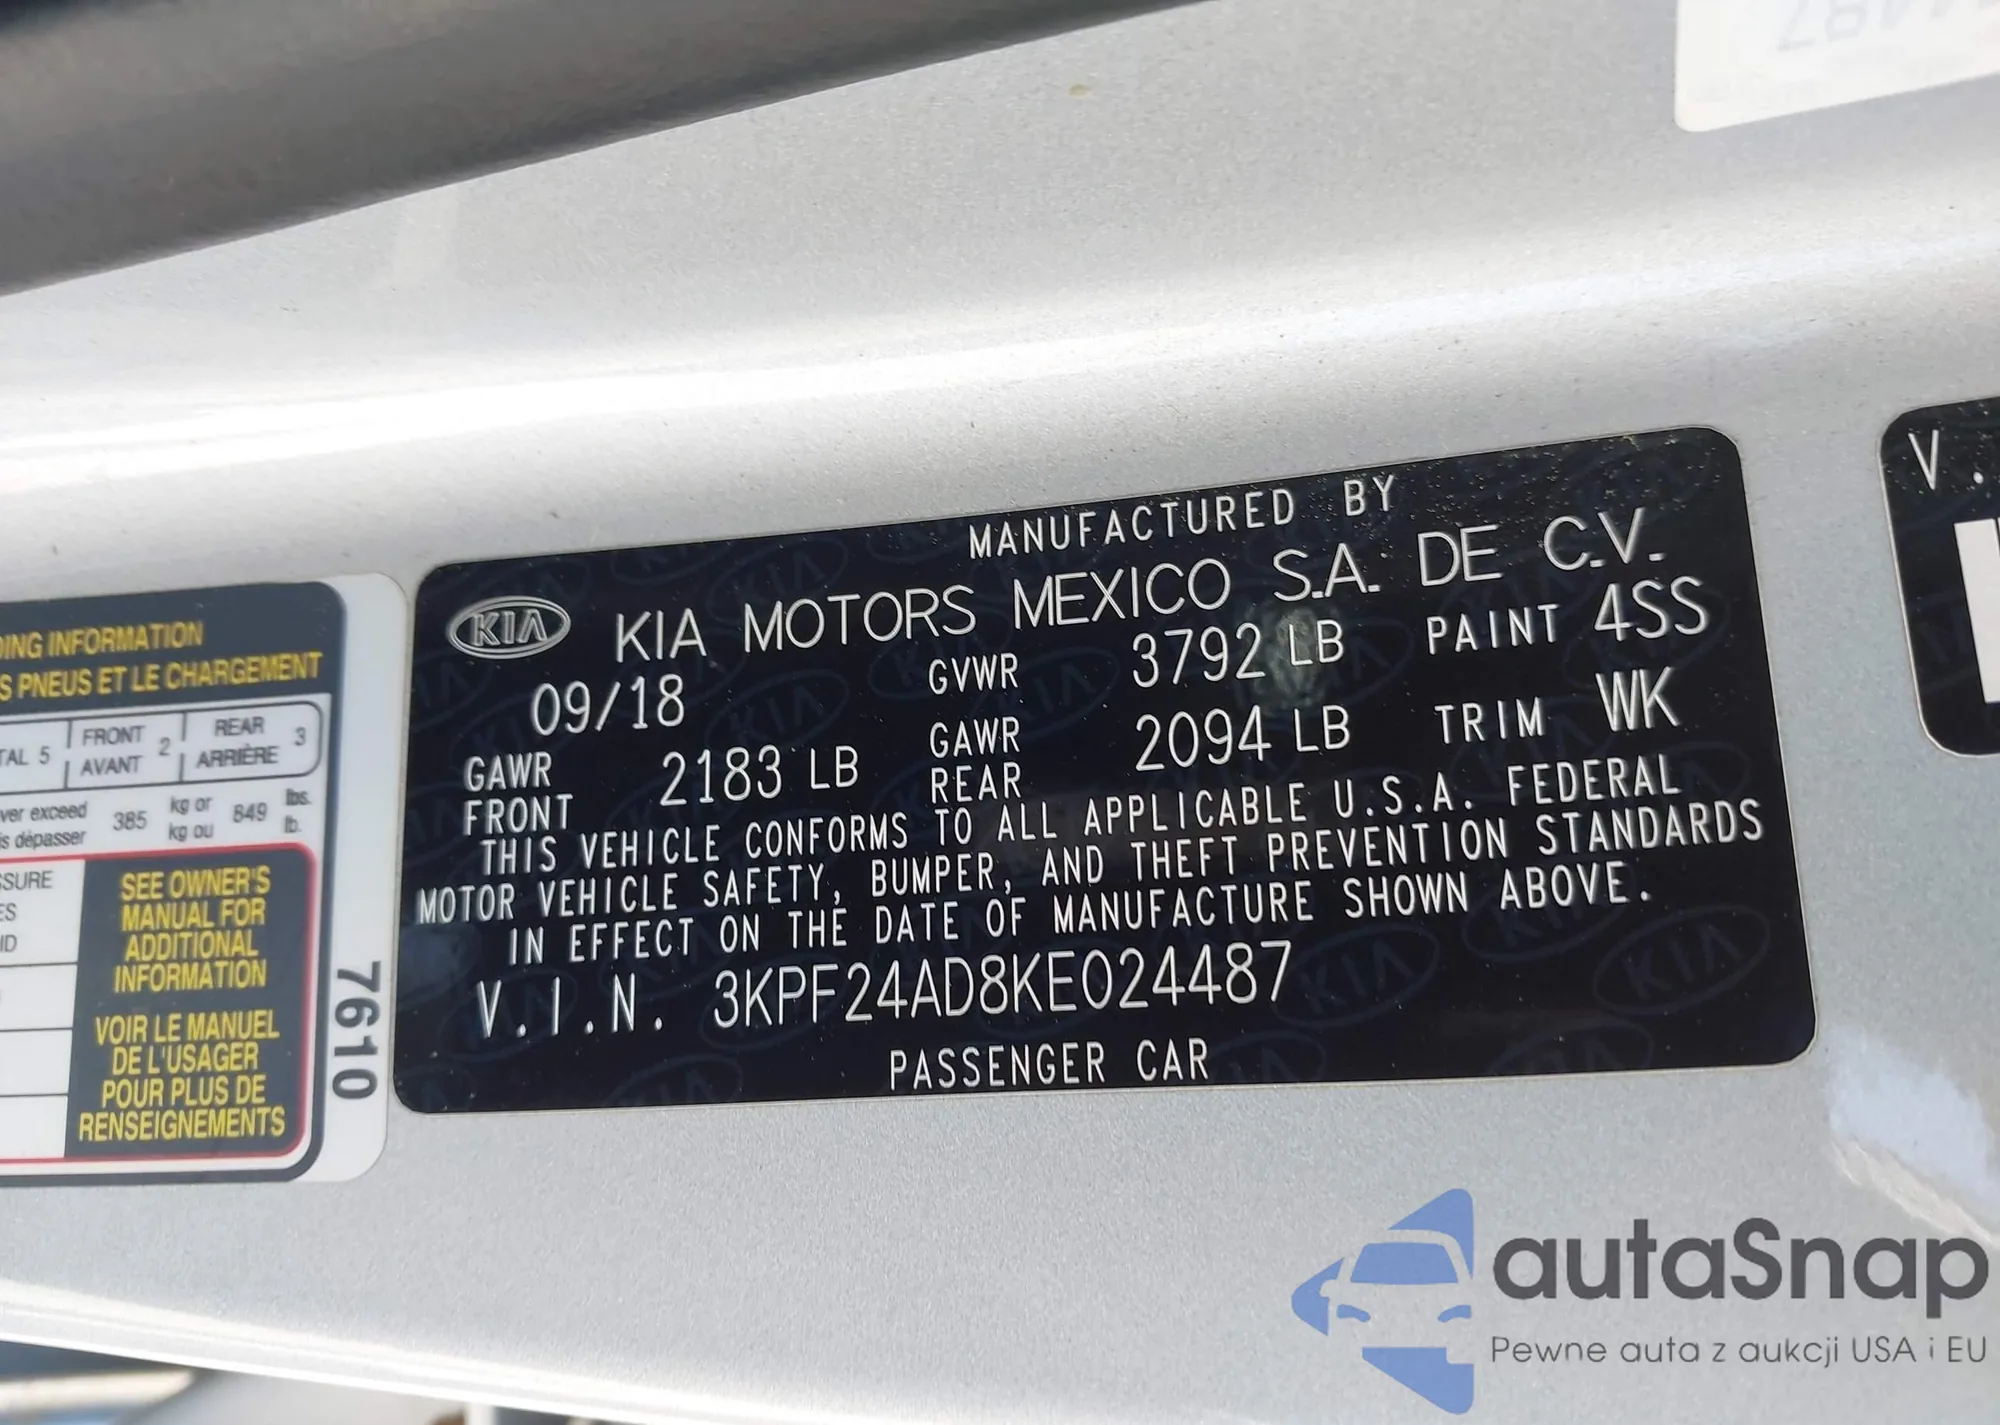 4487
MANUFACTURED BY
KIA KIA MOTORS MEXICO S.A. DE C.V.
09/18 GVWR 3792 LB PAINT 4SS
GAWR FRONT 2183 LB GAWR REAR 2094 LB TRIM WK
THIS VEHICLE CONFORMS TO ALL APPLICABLE U.S.A. FEDERAL
MOTOR VEHICLE SAFETY, BUMPER, AND THEFT PREVENTION STANDARDS
IN EFFECT ON THE DATE OF MANUFACTURE SHOWN ABOVE.
V.I.N. 3KPF24AD8KE024487
PASSENGER CAR
INFORMATION
PNEUS ET LE CHARGEMENT
5 FRONT AVANT 2 REAR ARRIÈRE 3
exceed 385 kg or 849 lbs.
dépasser kg ou lb.
SEE OWNER'S
MANUAL FOR
ADDITIONAL
INFORMATION
VOIR LE MANUEL
DE L'USAGER
POUR PLUS DE
RENSEIGNEMENTS
7610
V.
autaSnap
Pewne auta z aukcji USA i EU